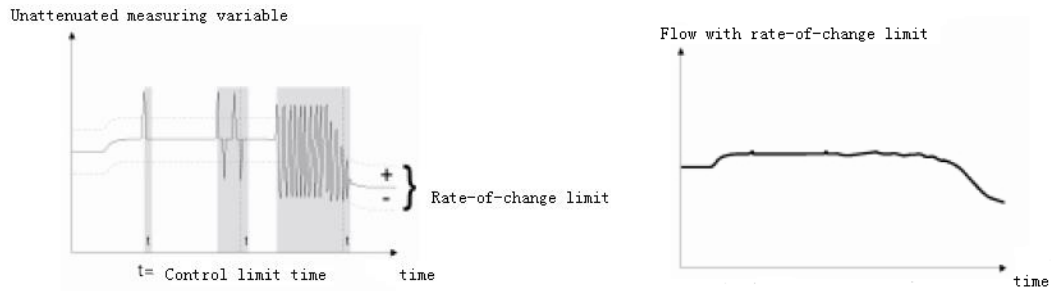 Unattenuated measuring variable
t
t
t
+
-
Rate-of-change limit
t= Control limit time
time
Flow with rate-of-change limit
time